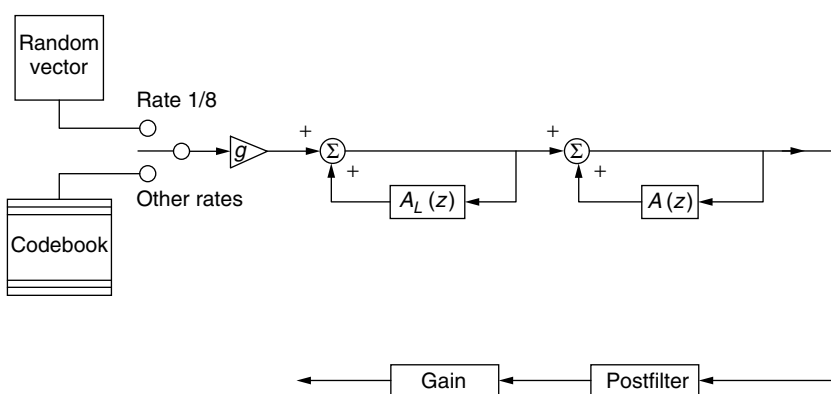 Random
vector
Rate 1/8
g
+
Σ
+
+
Σ
+
A_L (z)
A (z)
Other rates
Codebook
Gain
Postfilter